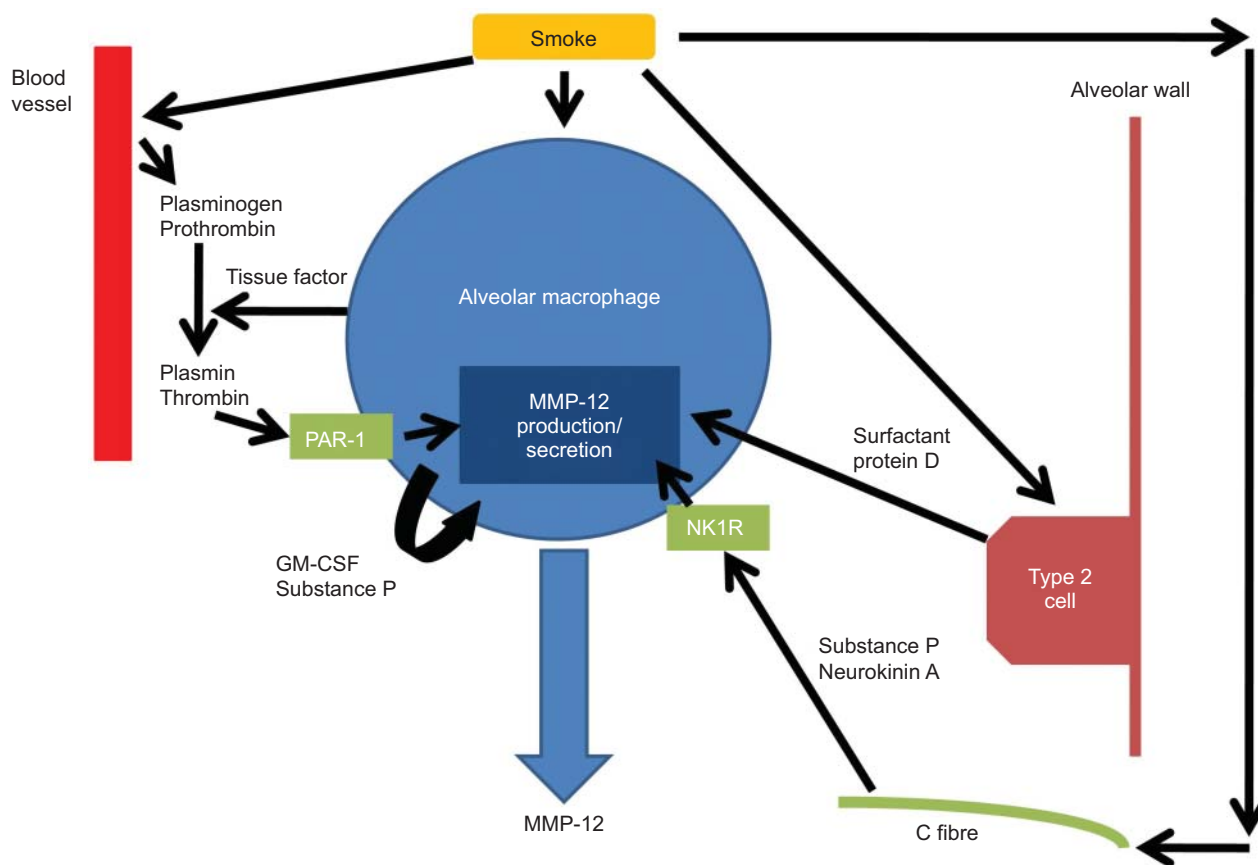 Smoke
Blood
vessel
Alveolar wall
Plasminogen
Prothrombin
Tissue factor
Alveolar macrophage
Plasmin
Thrombin
PAR-1
MMP-12
production/
secretion
Surfactant
protein D
NK1R
GM-CSF
Substance P
Type 2
cell
Substance P
Neurokinin A
MMP-12
C fibre